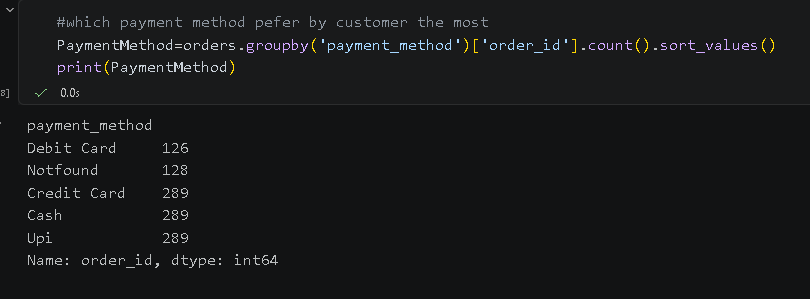 #which payment method pefer by customer the most
PaymentMethod=orders.groupby('payment_method')['order_id'].count().sort_values()
print(PaymentMethod)
8]
0.0s
payment_method
Debit Card 126
Notfound 128
Credit Card 289
Cash 289
Upi 289
Name: order_id, dtype: int64